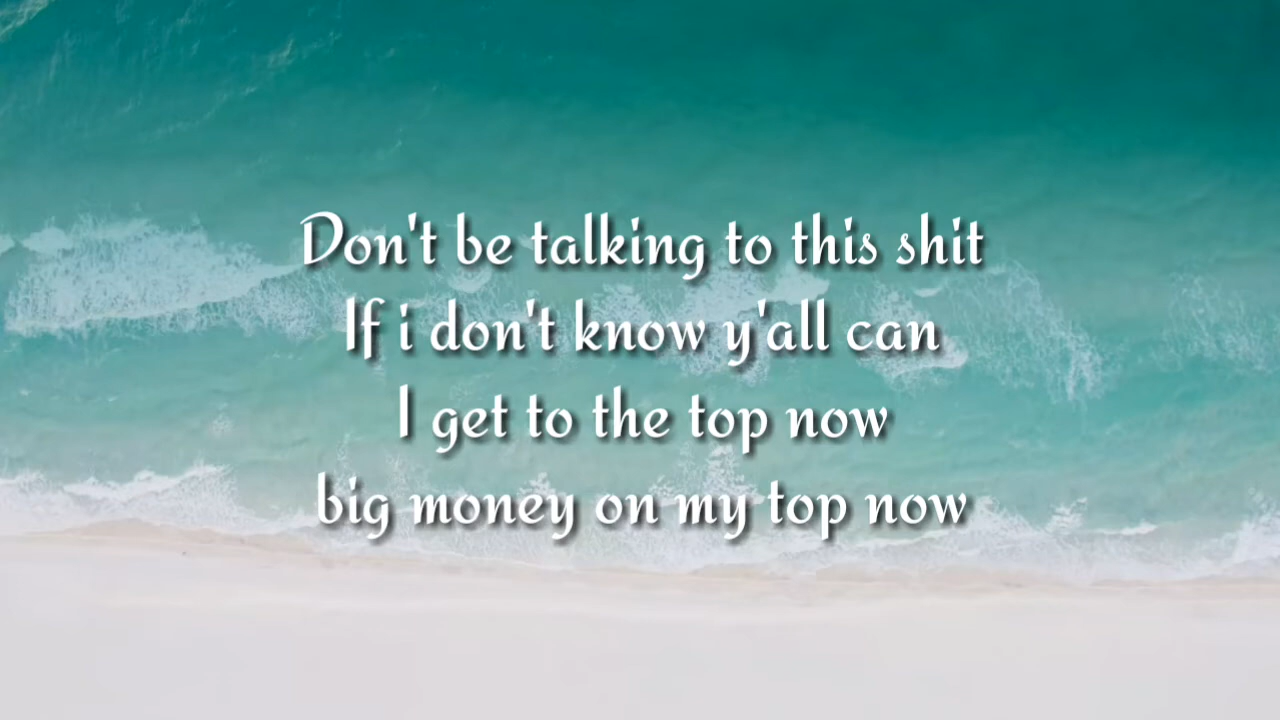 Don't be talking to this shit
If i don't know y'all can
I get to the top now
big money on my top now